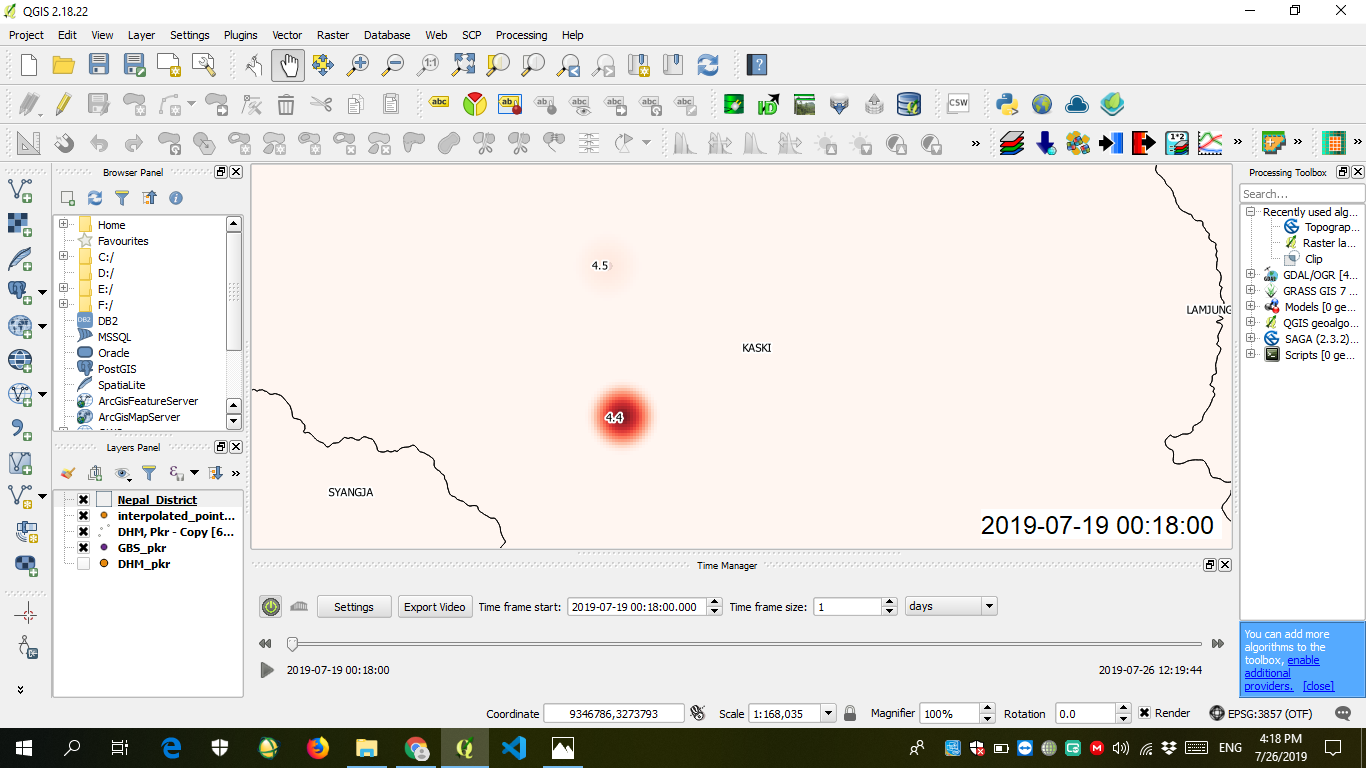 QGIS 2.18.22
Project Edit View Layer Settings Plugins Vector Raster Database Web SCP Processing Help
Browser Panel
Home
Favourites
C:/
D:/
E:/
F:/
DB2
MSSQL
Oracle
PostGIS
SpatiaLite
ArcGisFeatureServer
ArcGisMapServer
Layers Panel
Nepal_District
interpolated_point...
DHM, Pkr - Copy [6...
GBS_pkr
DHM_pkr
4.5
KASKI
LAMJUNG
4.4
SYANGJA
2019-07-19 00:18:00
Time Manager
Settings Export Video Time frame start: 2019-07-19 00:18:00.000 Time frame size: 1 days
2019-07-19 00:18:00 2019-07-26 12:19:44
Processing Toolbox
Search...
Recently used alg...
Topograp...
Raster la...
Clip
GDAL/OGR [4...
GRASS GIS 7 ...
Models [0 ge...
QGIS geoalgo...
SAGA (2.3.2)...
Scripts [0 ge...
You can add more
algorithms to the
toolbox, enable
additional
providers. [close]
Coordinate 9346786,3273793 Scale 1:168,035 Magnifier 100% Rotation 0.0 Render EPSG:3857 (OTF)
ENG 4:18 PM
7/26/2019